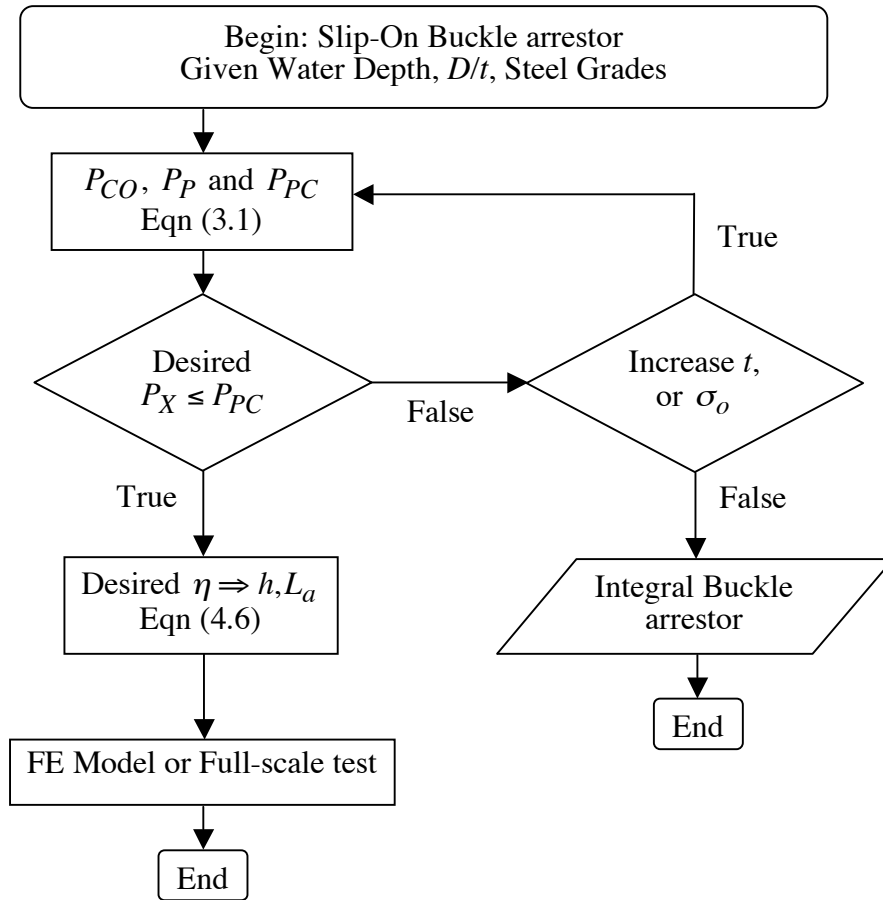 Begin: Slip-On Buckle arrestor
Given Water Depth, D/t, Steel Grades
P_CO, P_P and P_PC
Eqn (3.1)
True
Desired
P_X ≤ P_PC
False
Increase t,
or σ_o
True
False
Desired η ⇒ h,L_a
Eqn (4.6)
Integral Buckle
arrestor
End
FE Model or Full-scale test
End